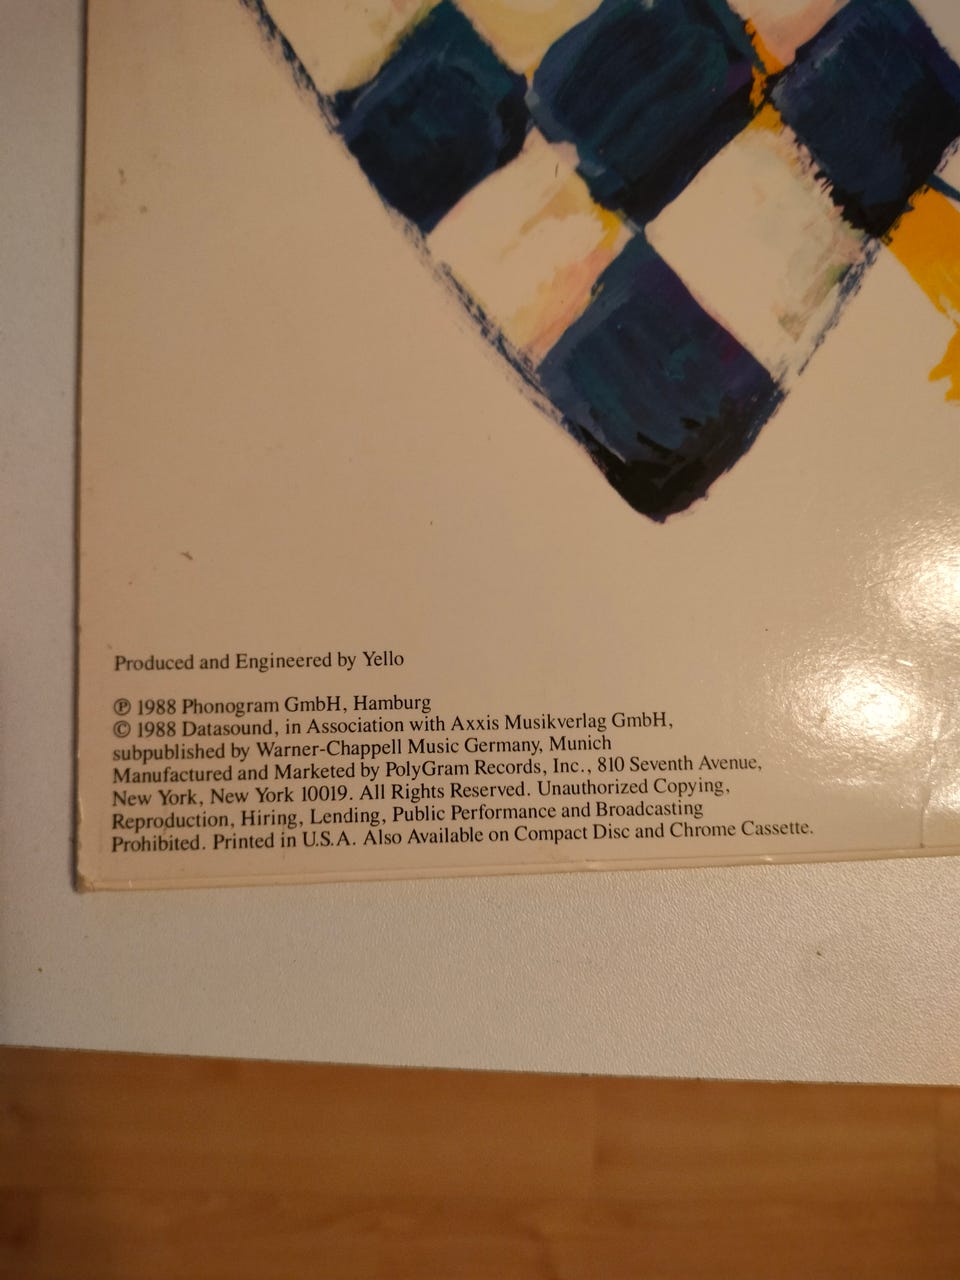 Produced and Engineered by Yello
℗ 1988 Phonogram GmbH, Hamburg
© 1988 Datasound, in Association with Axxis Musikverlag GmbH,
subpublished by Warner-Chappell Music Germany, Munich
Manufactured and Marketed by PolyGram Records, Inc., 810 Seventh Avenue,
New York, New York 10019. All Rights Reserved. Unauthorized Copying,
Reproduction, Hiring, Lending, Public Performance and Broadcasting
Prohibited. Printed in U.S.A. Also Available on Compact Disc and Chrome Cassette.